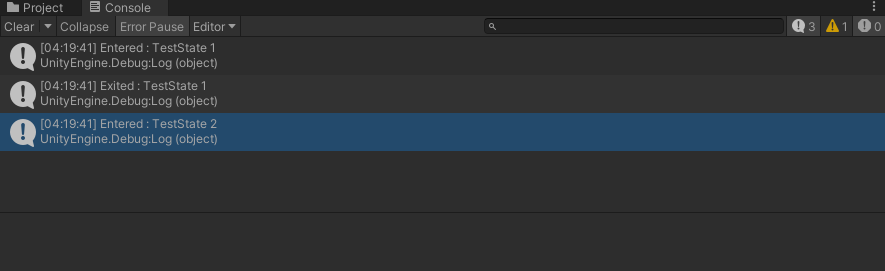 Project Console
Clear Collapse Error Pause Editor 3 1 0
[04:19:41] Entered : TestState 1
UnityEngine.Debug:Log (object)
[04:19:41] Exited : TestState 1
UnityEngine.Debug:Log (object)
[04:19:41] Entered : TestState 2
UnityEngine.Debug:Log (object)